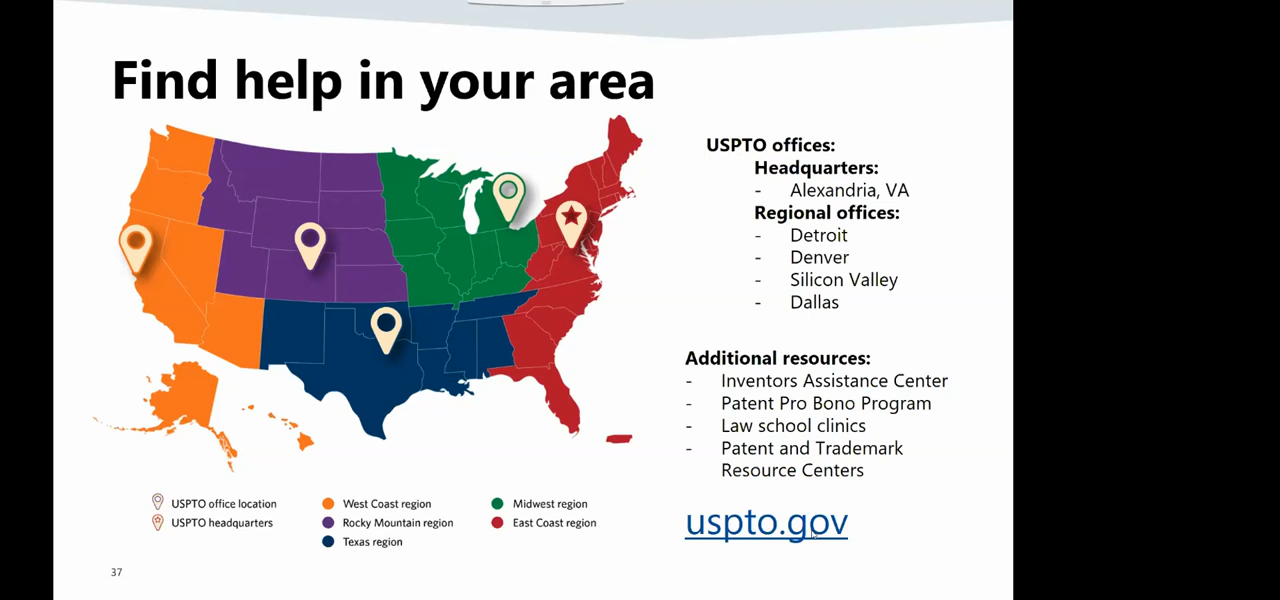 Find help in your area
USPTO offices:
Headquarters:
- Alexandria, VA
Regional offices:
- Detroit
- Denver
- Silicon Valley
- Dallas
Additional resources:
- Inventors Assistance Center
- Patent Pro Bono Program
- Law school clinics
- Patent and Trademark
Resource Centers
uspto.gov
USPTO office location
USPTO headquarters
West Coast region
Rocky Mountain region
Texas region
Midwest region
East Coast region
37